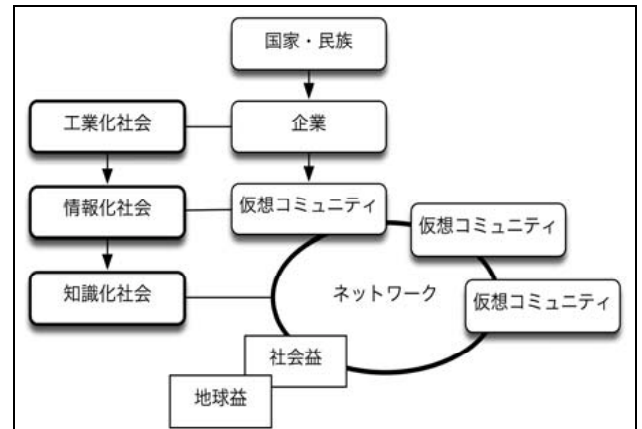 国家・民族
工業化社会
企業
情報化社会
仮想コミュニティ
仮想コミュニティ
知識化社会
ネットワーク
仮想コミュニティ
社会益
地球益